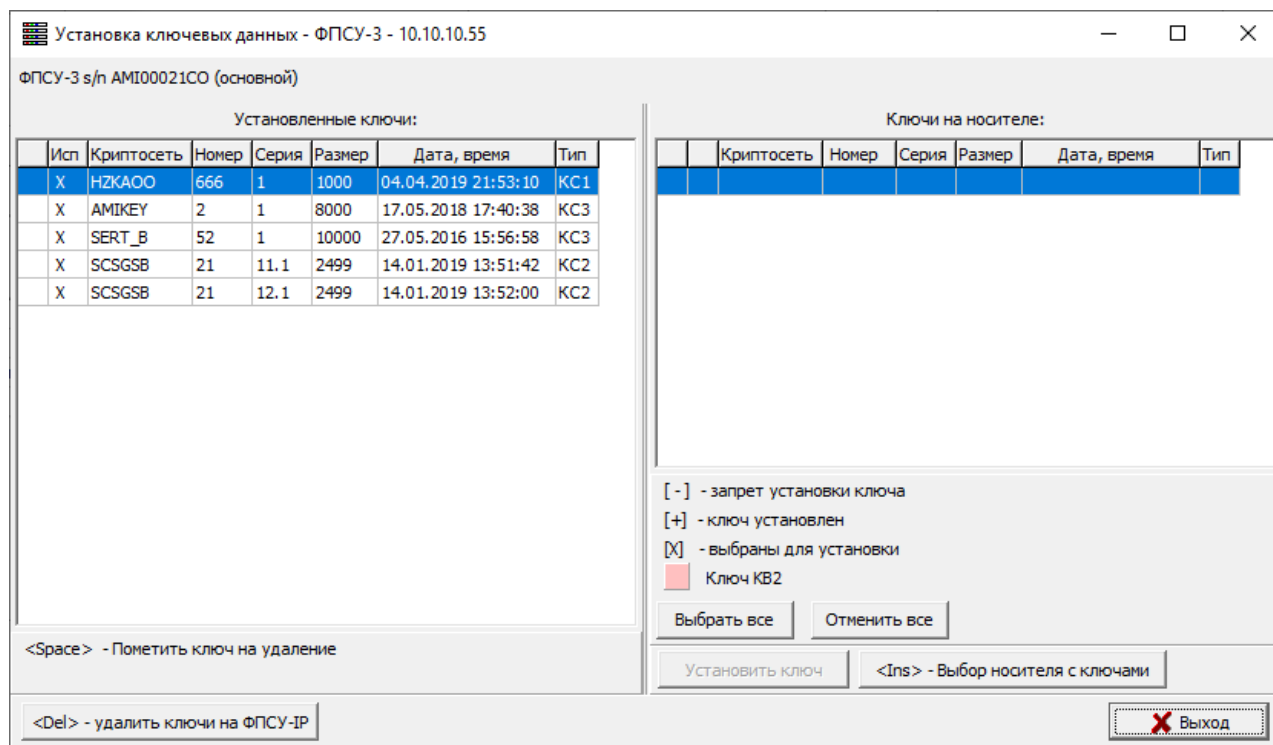 Установка ключевых данных - ФПСУ-3 - 10.10.10.55
ФПСУ-3 s/n AMI00021CO (основной)
Установленные ключи:
Исп Криптосеть Номер Серия Размер Дата, время Тип
X HZKAOO 666 1 1000 04.04.2019 21:53:10 КС1
X AMIKEY 2 1 8000 17.05.2018 17:40:38 КС3
X SERT_B 52 1 10000 27.05.2016 15:56:58 КС3
X SCSGSB 21 11.1 2499 14.01.2019 13:51:42 КС2
X SCSGSB 21 12.1 2499 14.01.2019 13:52:00 КС2
<Space> - Пометить ключ на удаление
Ключи на носителе:
Криптосеть Номер Серия Размер Дата, время Тип
[-] - запрет установки ключа
[+] - ключ установлен
[X] - выбраны для установки
Ключ КВ2
Выбрать все Отменить все
Установить ключ <Ins> - Выбор носителя с ключами
<Del> - удалить ключи на ФПСУ-IP Выход